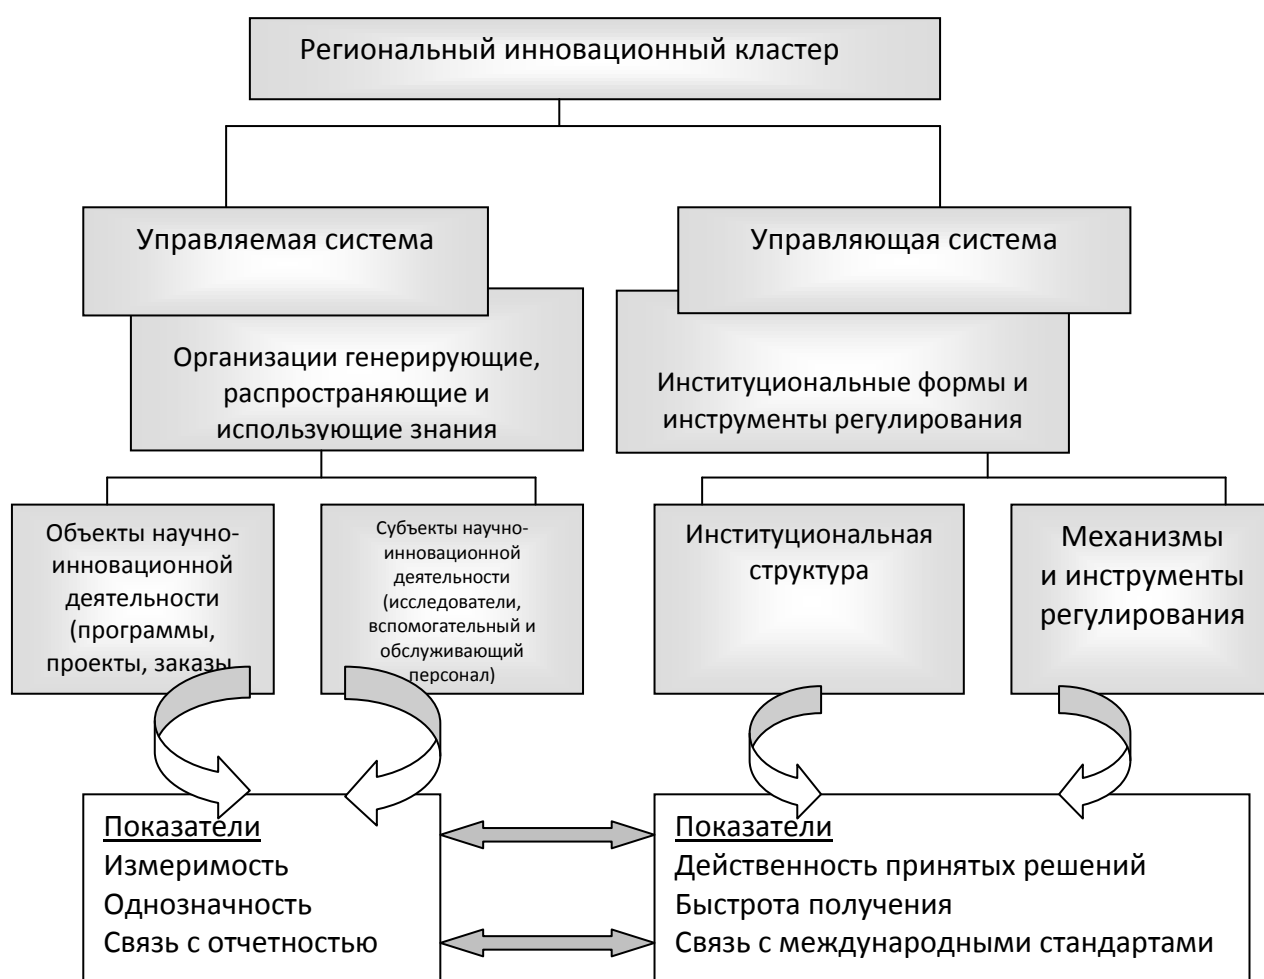 Региональный инновационный кластер
Управляемая система
Управляющая система
Организации генерирующие,
распространяющие и
использующие знания
Институциональные формы и
инструменты регулирования
Объекты научно-
инновационной
деятельности
(программы,
проекты, заказы
Субъекты научно-
инновационной
деятельности
(исследователи,
вспомогательный и
обслуживающий
персонал)
Институциональная
структура
Механизмы
и инструменты
регулирования
Показатели
Измеримость
Однозначность
Связь с отчетностью
Показатели
Действенность принятых решений
Быстрота получения
Связь с международными стандартами